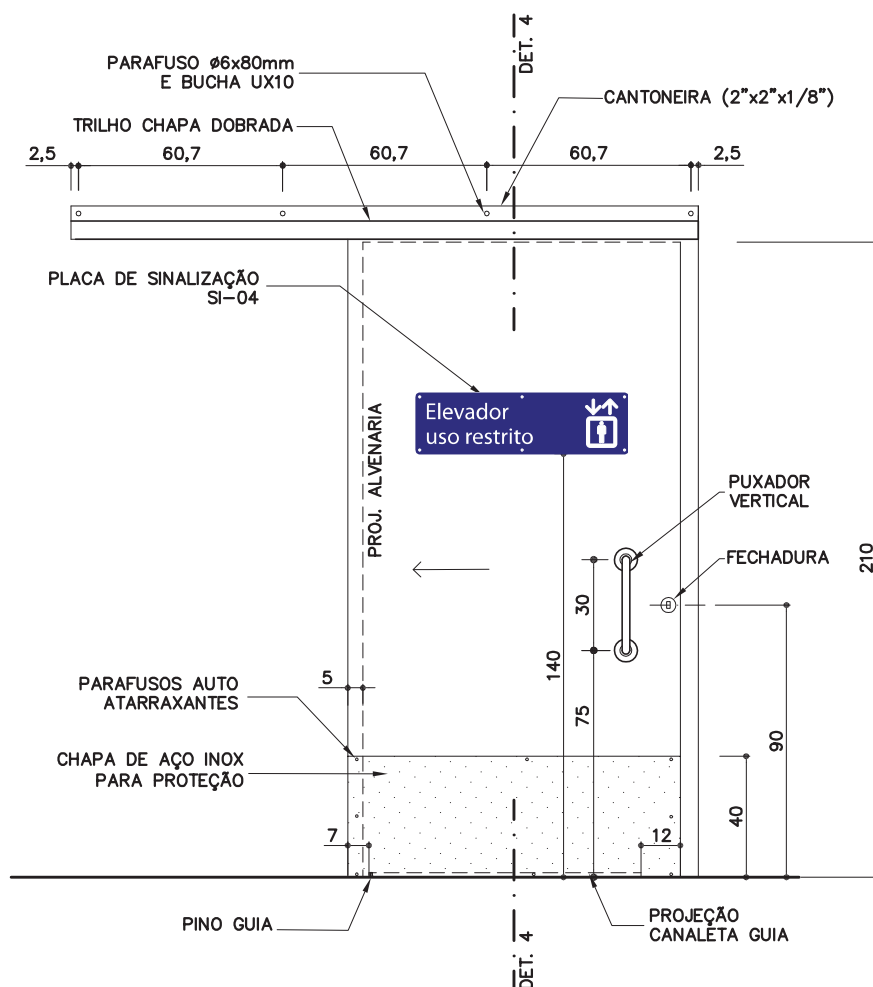 DET. 4
PARAFUSO ø6x80mm
E BUCHA UX10
CANTONEIRA (2"x2"x1/8")
TRILHO CHAPA DOBRADA
2,5
60,7
60,7
60,7
2,5
PLACA DE SINALIZAÇÃO
SI-04
PROJ. ALVENARIA
Elevador
uso restrito
PUXADOR
VERTICAL
FECHADURA
210
30
140
75
90
5
PARAFUSOS AUTO
ATARRAXANTES
CHAPA DE AÇO INOX
PARA PROTEÇÃO
40
7
12
PINO GUIA
PROJEÇÃO
CANALETA GUIA
DET. 4